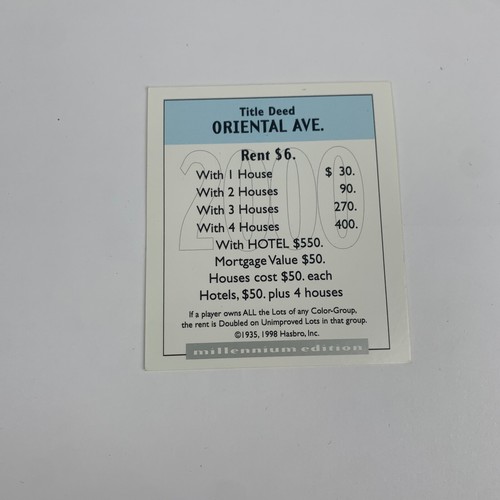 Title Deed
ORIENTAL AVE.
2000
Rent $6.
With 1 House $ 30.
With 2 Houses 90.
With 3 Houses 270.
With 4 Houses 400.
With HOTEL $550.
Mortgage Value $50.
Houses cost $50. each
Hotels, $50. plus 4 houses
If a player owns ALL the Lots of any Color-Group,
the rent is Doubled on Unimproved Lots in that group.
©1935, 1998 Hasbro, Inc.
millennium edition